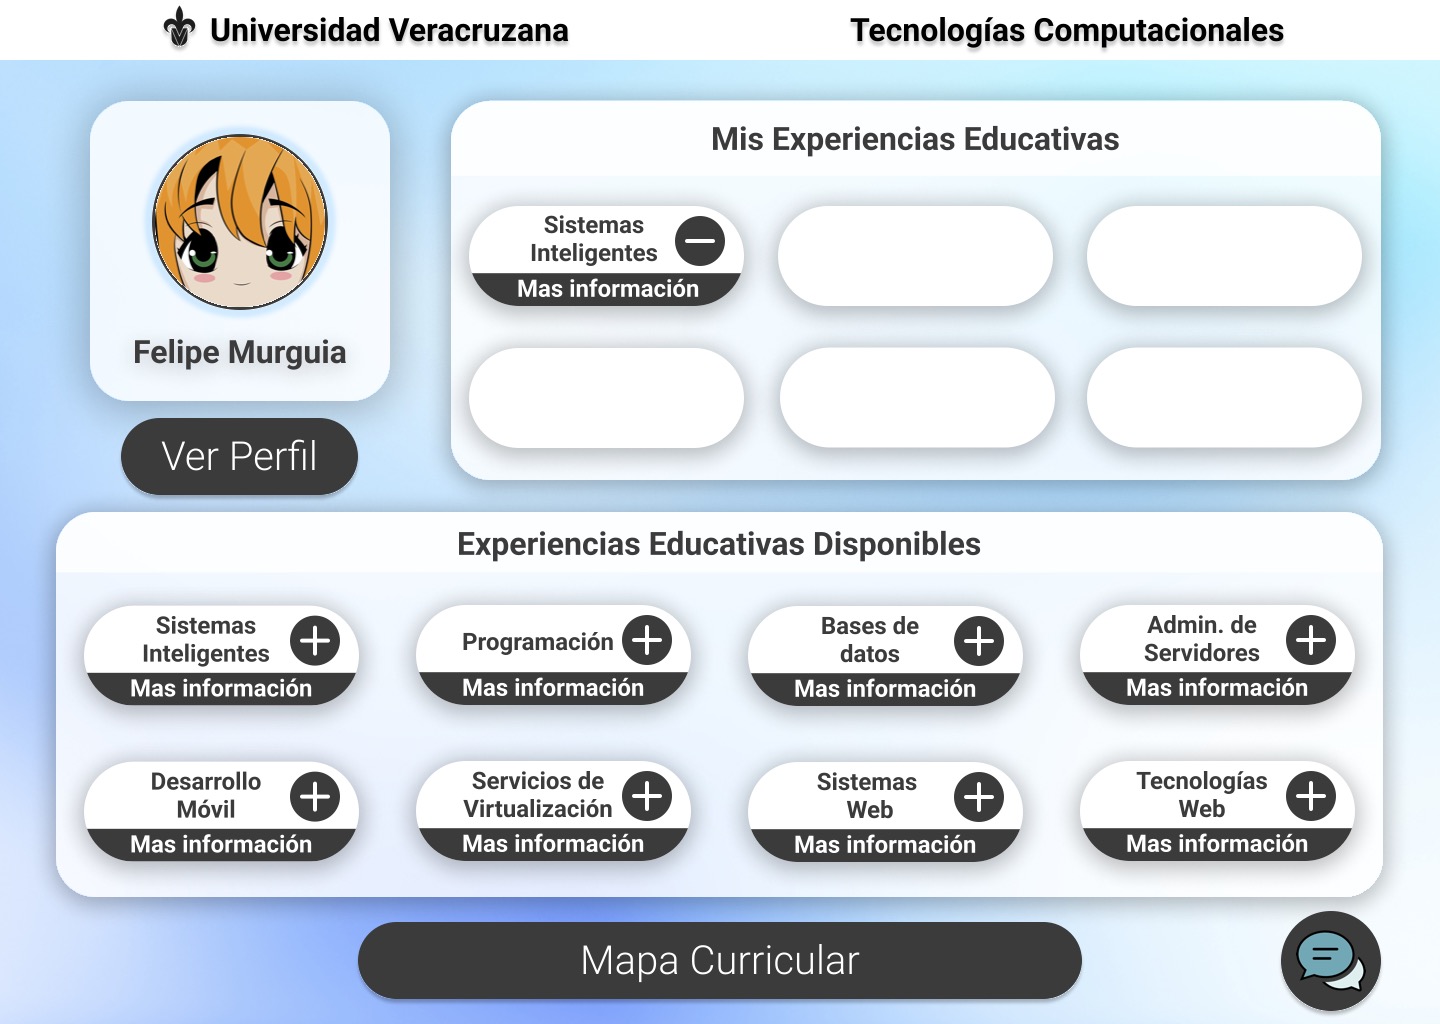 Universidad Veracruzana
Tecnologías Computacionales
Felipe Murguia
Ver Perfil
Mis Experiencias Educativas
Sistemas
Inteligentes
Mas información
Experiencias Educativas Disponibles
Sistemas
Inteligentes
Mas información
Programación
Mas información
Bases de
datos
Mas información
Admin. de
Servidores
Mas información
Desarrollo
Móvil
Mas información
Servicios de
Virtualización
Mas información
Sistemas
Web
Mas información
Tecnologías
Web
Mas información
Mapa Curricular